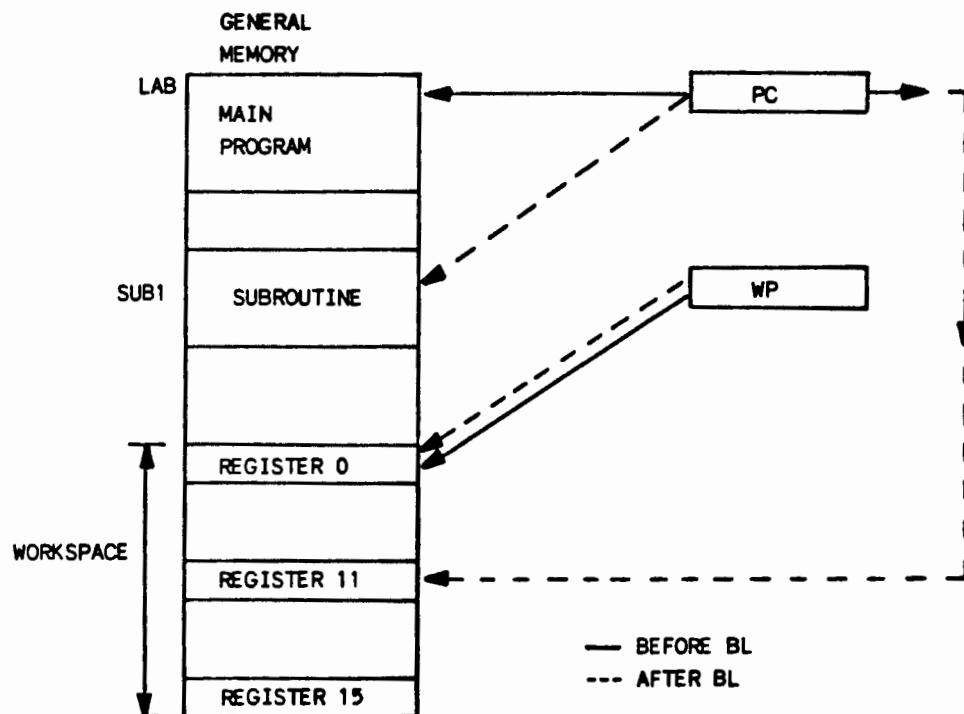 GENERAL
MEMORY
LAB
MAIN
PROGRAM
PC
SUB1
SUBROUTINE
WP
REGISTER 0
WORKSPACE
REGISTER 11
BEFORE BL
AFTER BL
REGISTER 15